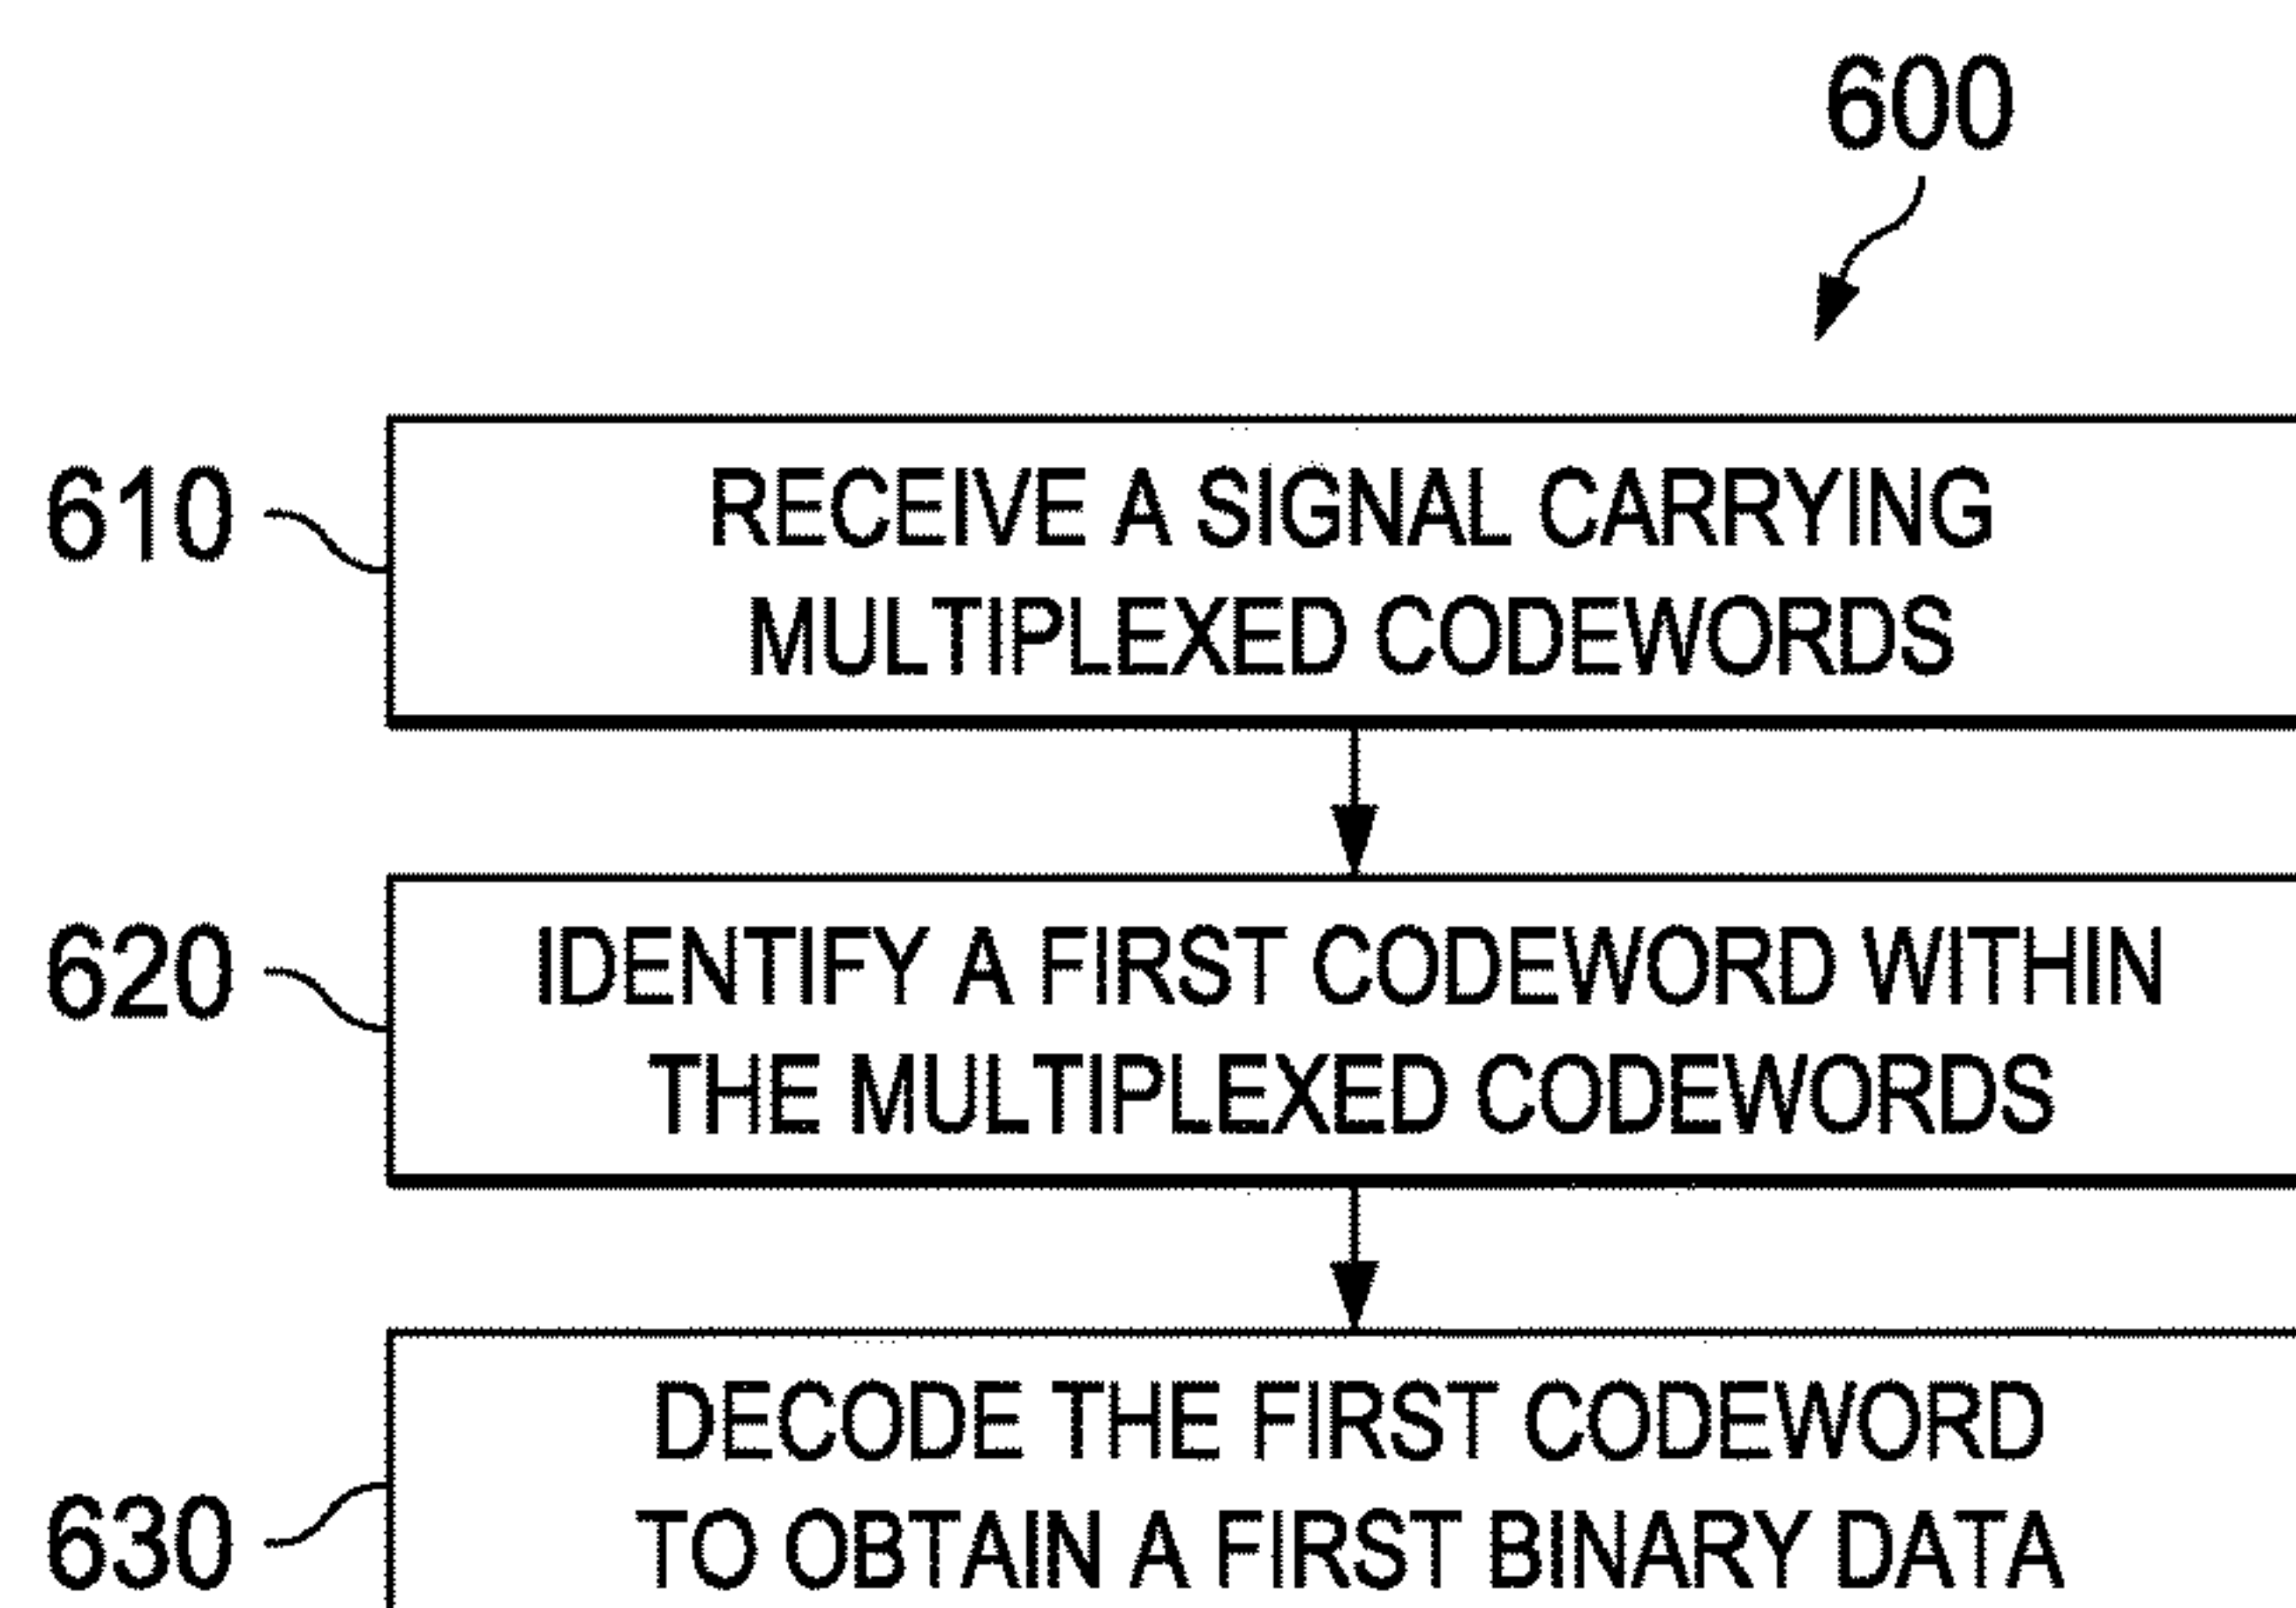 600
610
RECEIVE A SIGNAL CARRYING
MULTIPLEXED CODEWORDS
620
IDENTIFY A FIRST CODEWORD WITHIN
THE MULTIPLEXED CODEWORDS
DECODE THE FIRST CODEWORD
630
TO OBTAIN A FIRST BINARY DATA